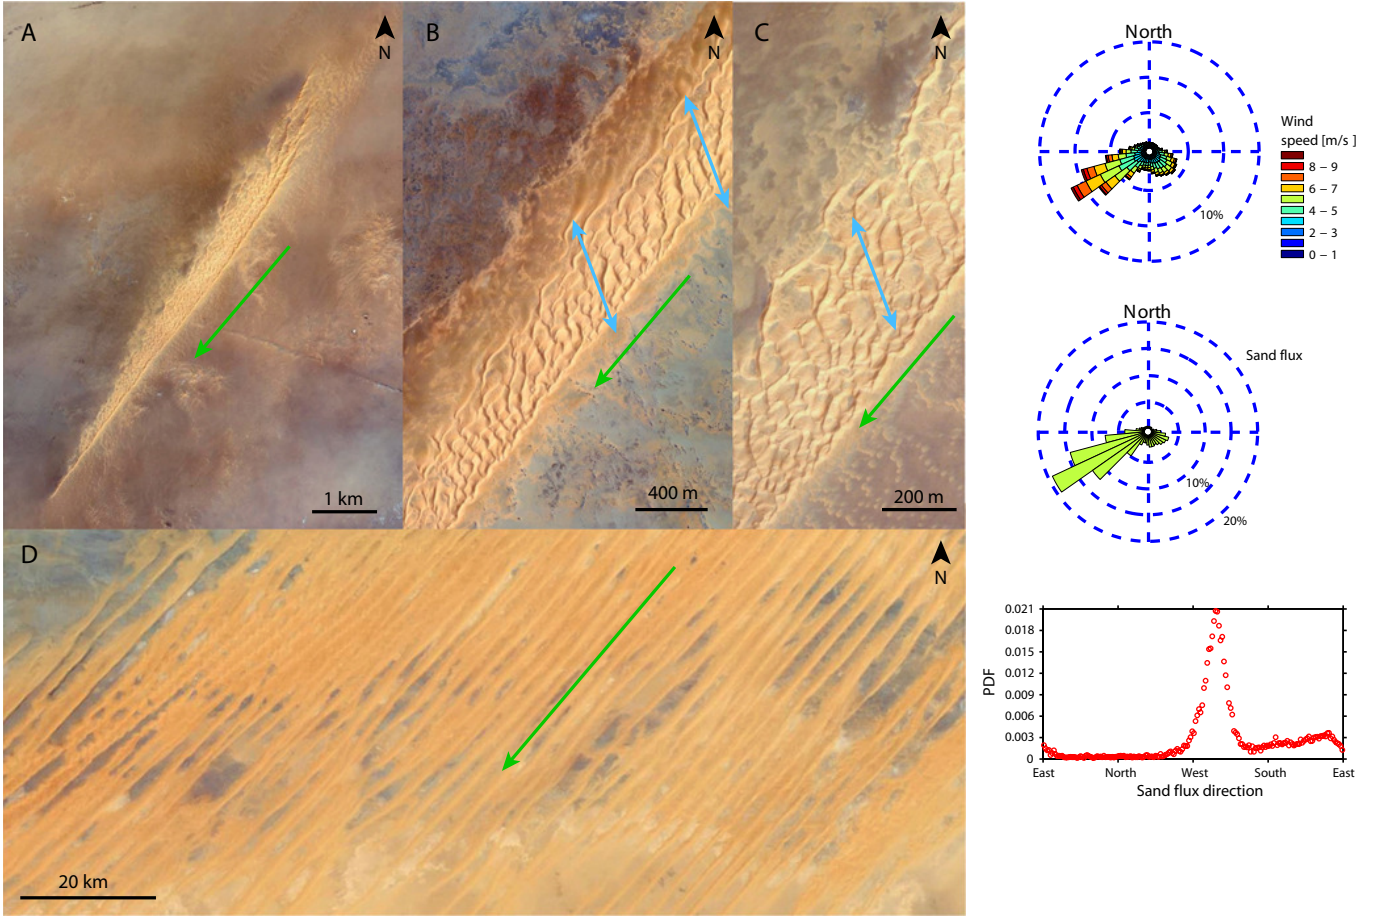 A
N
1 km
B
N
400 m
C
N
200 m
D
N
20 km
North
10%
Wind
speed [m/s ]
8 – 9
6 – 7
4 – 5
2 – 3
0 – 1
North
Sand flux
10%
20%
0.021
0.018
0.015
0.012
0.009
0.006
0.003
0
PDF
East North West South East
Sand flux direction